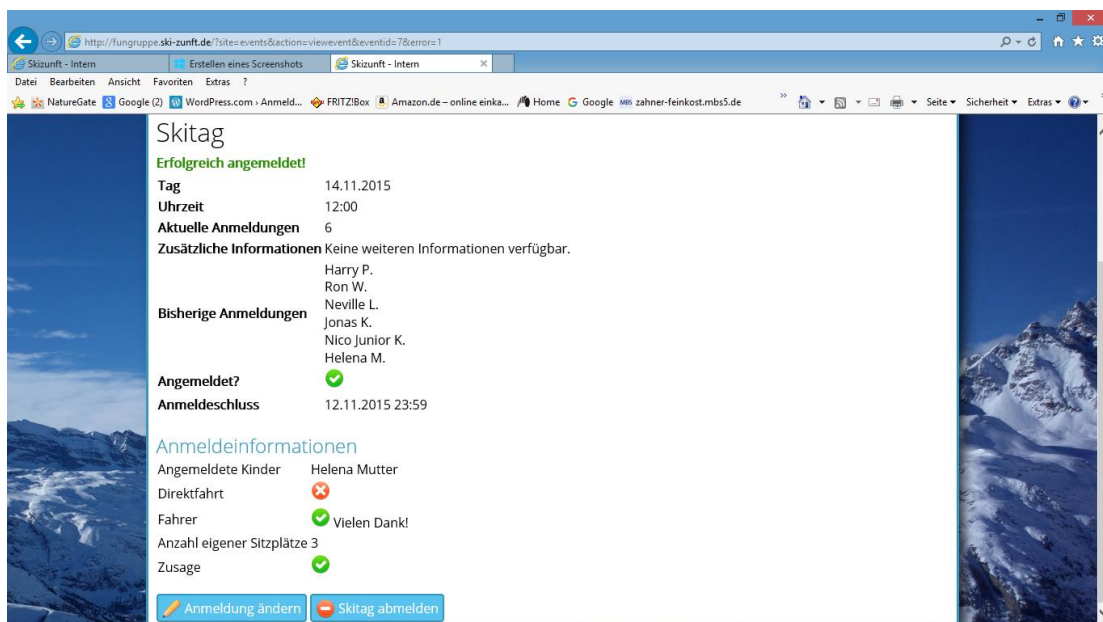 http://fungruppe.ski-zunft.de/?site=events&action=viewevent&eventid=7&error=1
Skizunft - Intern Erstellen eines Screenshots Skizunft - Intern
Datei Bearbeiten Ansicht Favoriten Extras ?
NatureGate Google (2) WordPress.com › Anmeld... FRITZ!Box Amazon.de – online einka... Home Google zahner-feinkost.mbs5.de Seite Sicherheit Extras
Skitag
Erfolgreich angemeldet!
Tag 14.11.2015
Uhrzeit 12:00
Aktuelle Anmeldungen 6
Zusätzliche Informationen Keine weiteren Informationen verfügbar.
Bisherige Anmeldungen
Harry P.
Ron W.
Neville L.
Jonas K.
Nico Junior K.
Helena M.
Angemeldet?
Anmeldeschluss 12.11.2015 23:59
Anmeldeinformationen
Angemeldete Kinder Helena Mutter
Direktfahrt
Fahrer Vielen Dank!
Anzahl eigener Sitzplätze 3
Zusage
Anmeldung ändern Skitag abmelden